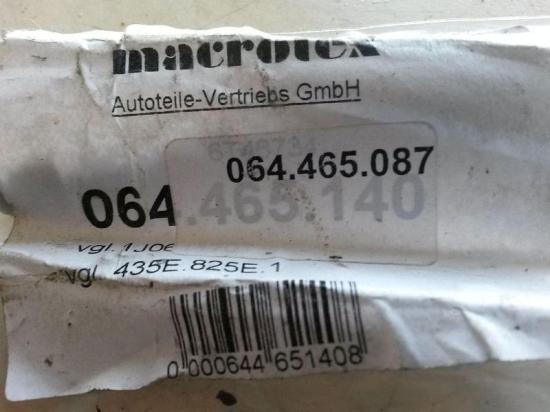 macrotex
Autoteile-Vertriebs GmbH
064.465.087
064.465.140
vgl. 435E.825E.1
0 000644 651408